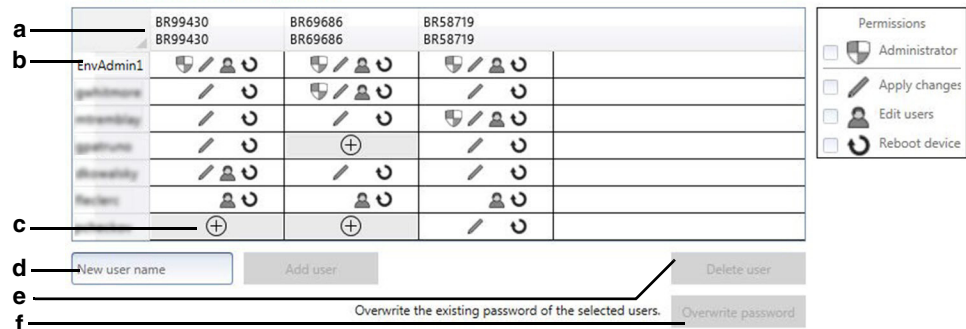 BR99430 BR69686 BR58719
a
BR99430 BR69686 BR58719
b
EnvAdmin1
c
d
New user name Add user Delete user
e
Overwrite the existing password of the selected users. Overwrite password
f
Permissions
Administrator
Apply changes
Edit users
Reboot device